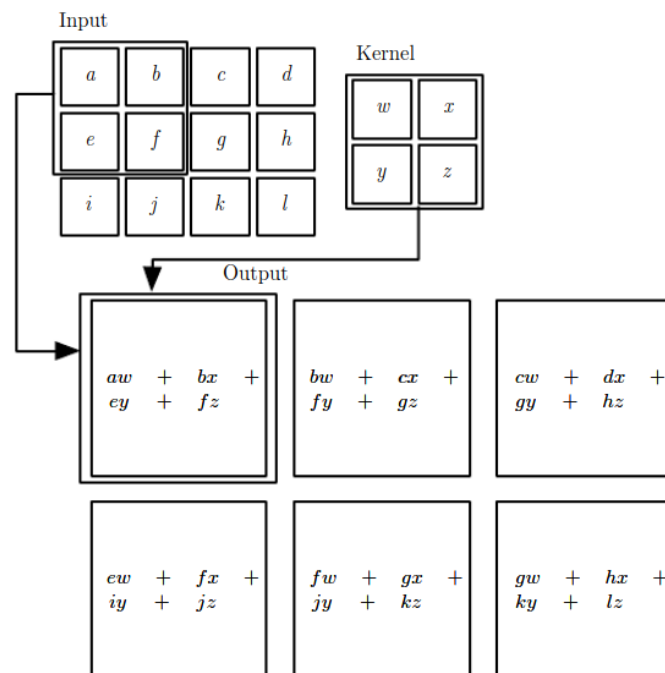 Input
Kernel
a b c d
e f g h
i j k l
w x
y z
Output
aw + bx +
ey + fz
bw + cx +
fy + gz
cw + dx +
gy + hz
ew + fx +
iy + jz
fw + gx +
jy + kz
gw + hx +
ky + lz